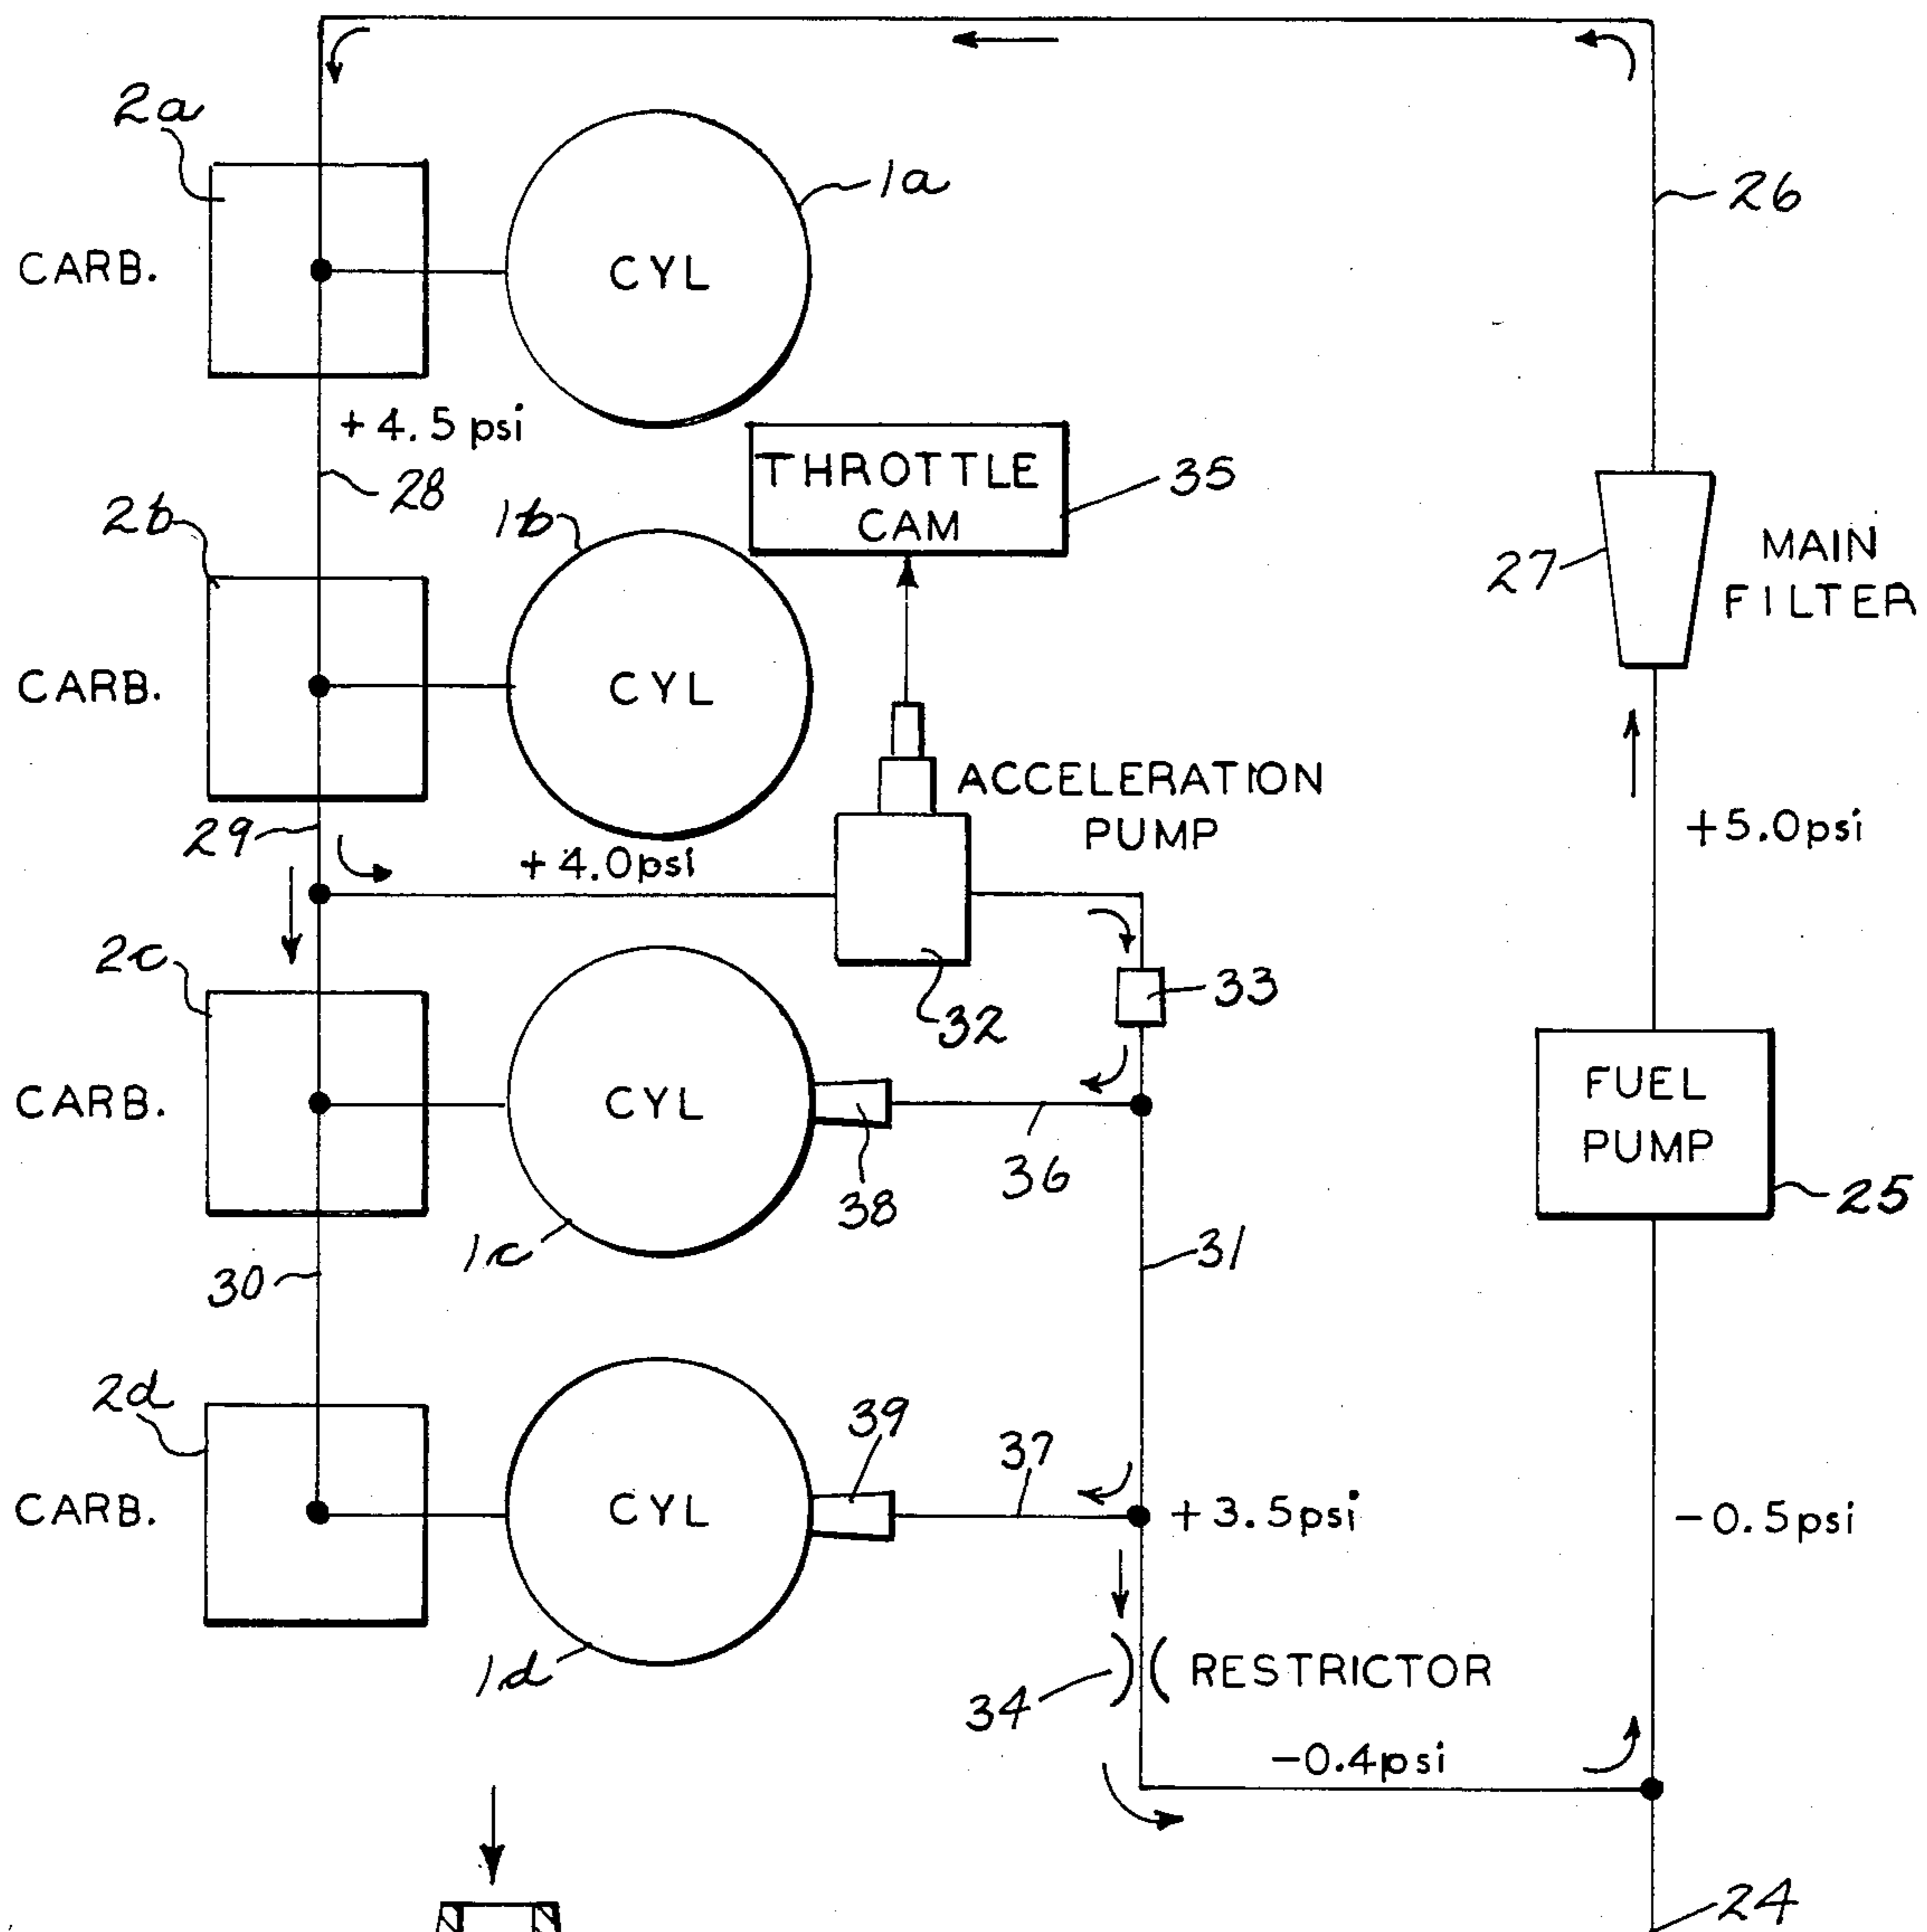 2a
1a
26
CARB.
CYL
+4.5 psi
28
THROTTLE
CAM
35
2b
1b
27
MAIN
FILTER
CARB.
CYL
ACCELERATION
PUMP
29
+4.0psi
+5.0psi
2c
32
33
CARB.
CYL
38
36
FUEL
PUMP
25
1c
30
31
2d
39
37
CARB.
CYL
+3.5psi
-0.5psi
1d
34
RESTRICTOR
-0.4psi
24